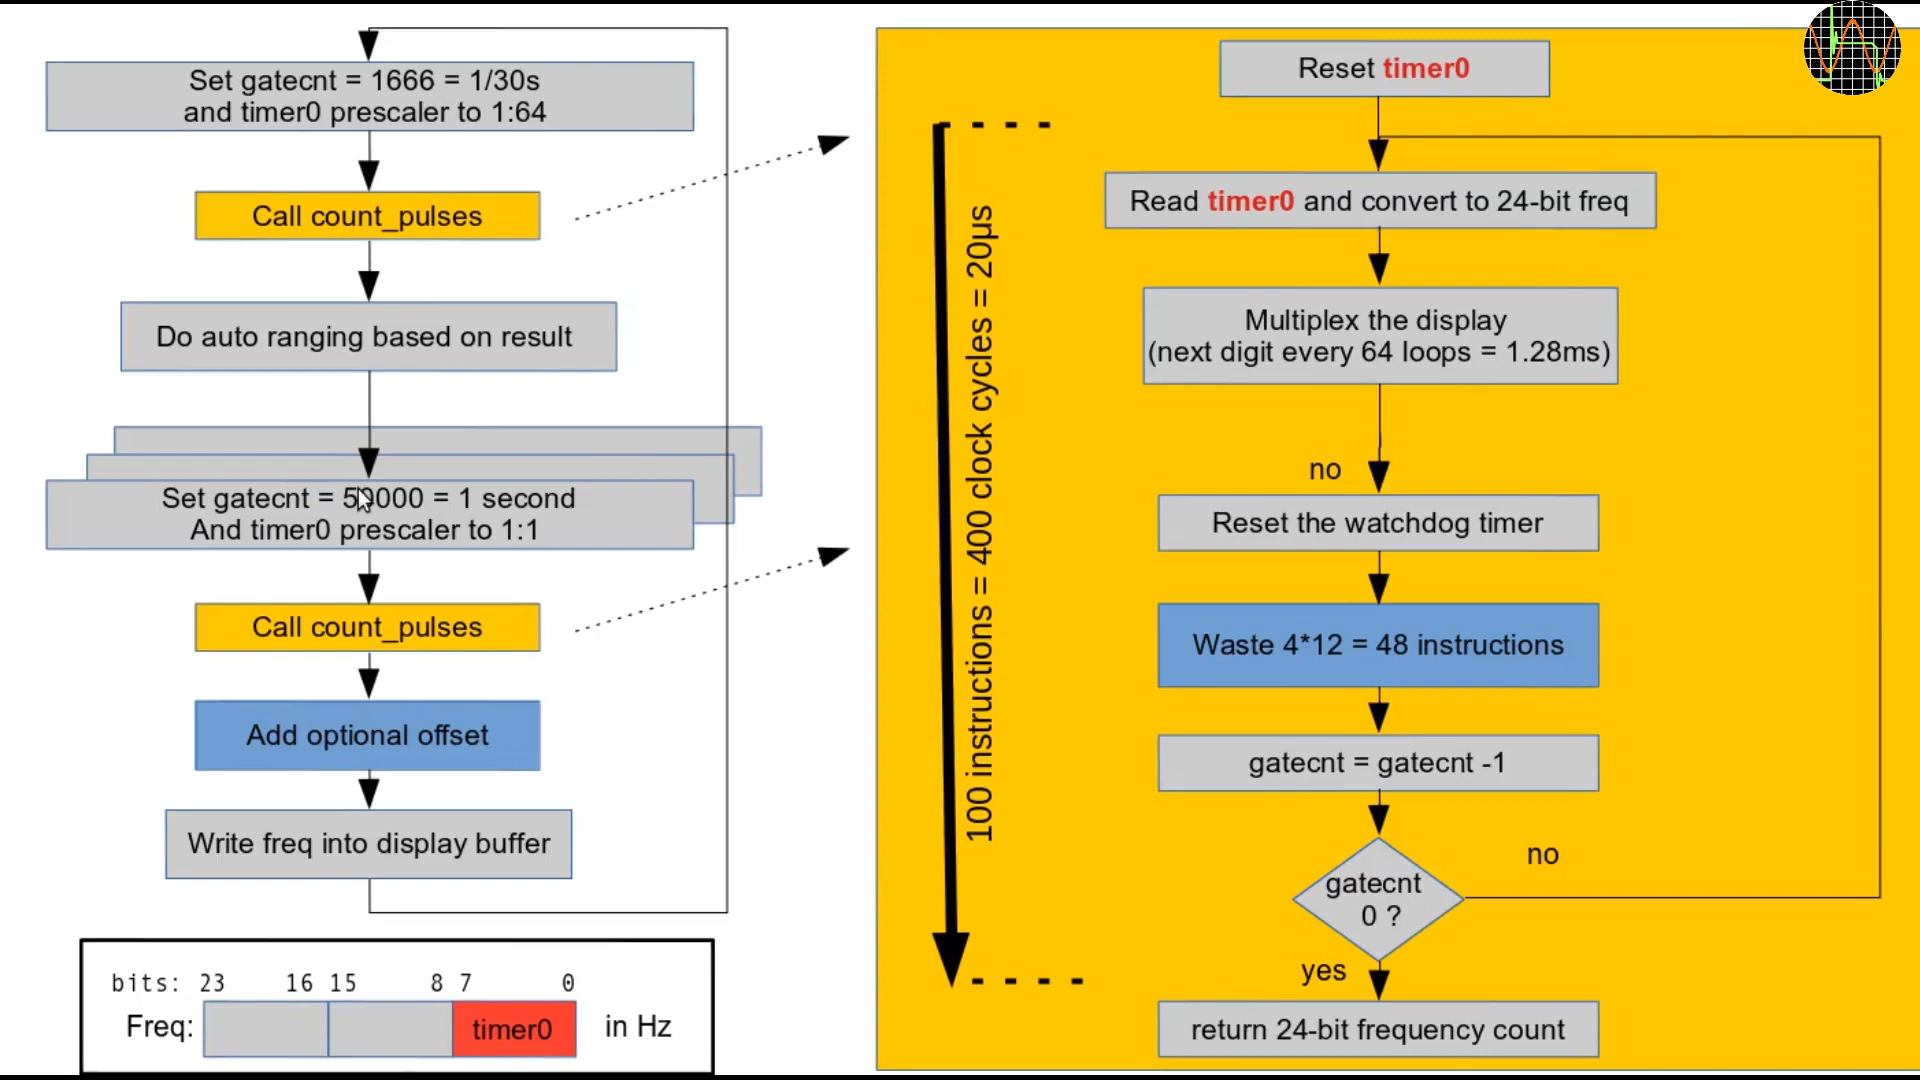 Set gatecnt = 1666 = 1/30s
and timer0 prescaler to 1:64
Call count_pulses
Do auto ranging based on result
Set gatecnt = 50000 = 1 second
And timer0 prescaler to 1:1
Call count_pulses
Add optional offset
Write freq into display buffer
bits: 23 16 15 8 7 0
Freq: timer0 in Hz
100 instructions = 400 clock cycles = 20µs
Reset timer0
Read timer0 and convert to 24-bit freq
Multiplex the display
(next digit every 64 loops = 1.28ms)
no
Reset the watchdog timer
Waste 4*12 = 48 instructions
gatecnt = gatecnt -1
no
gatecnt
0 ?
yes
return 24-bit frequency count